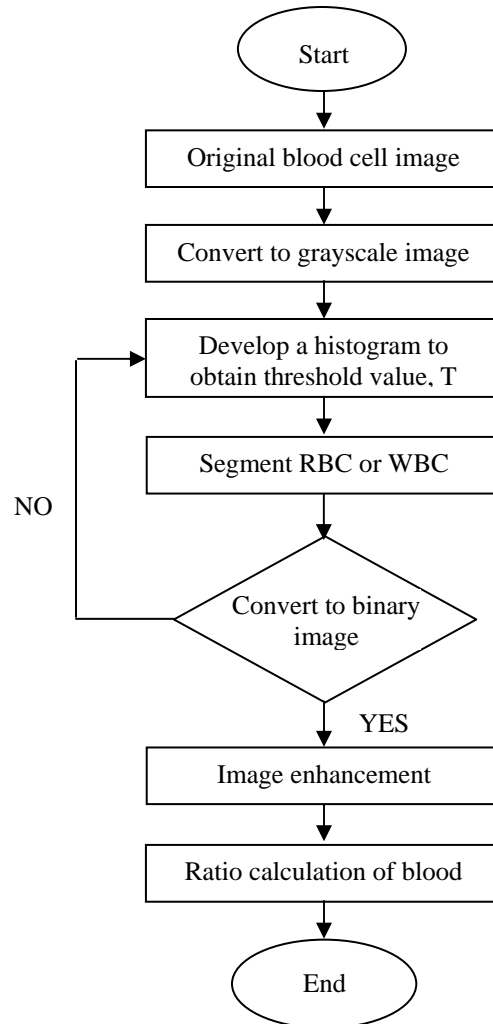 Start
Original blood cell image
Convert to grayscale image
Develop a histogram to
obtain threshold value, T
Segment RBC or WBC
NO
Convert to binary
image
YES
Image enhancement
Ratio calculation of blood
End